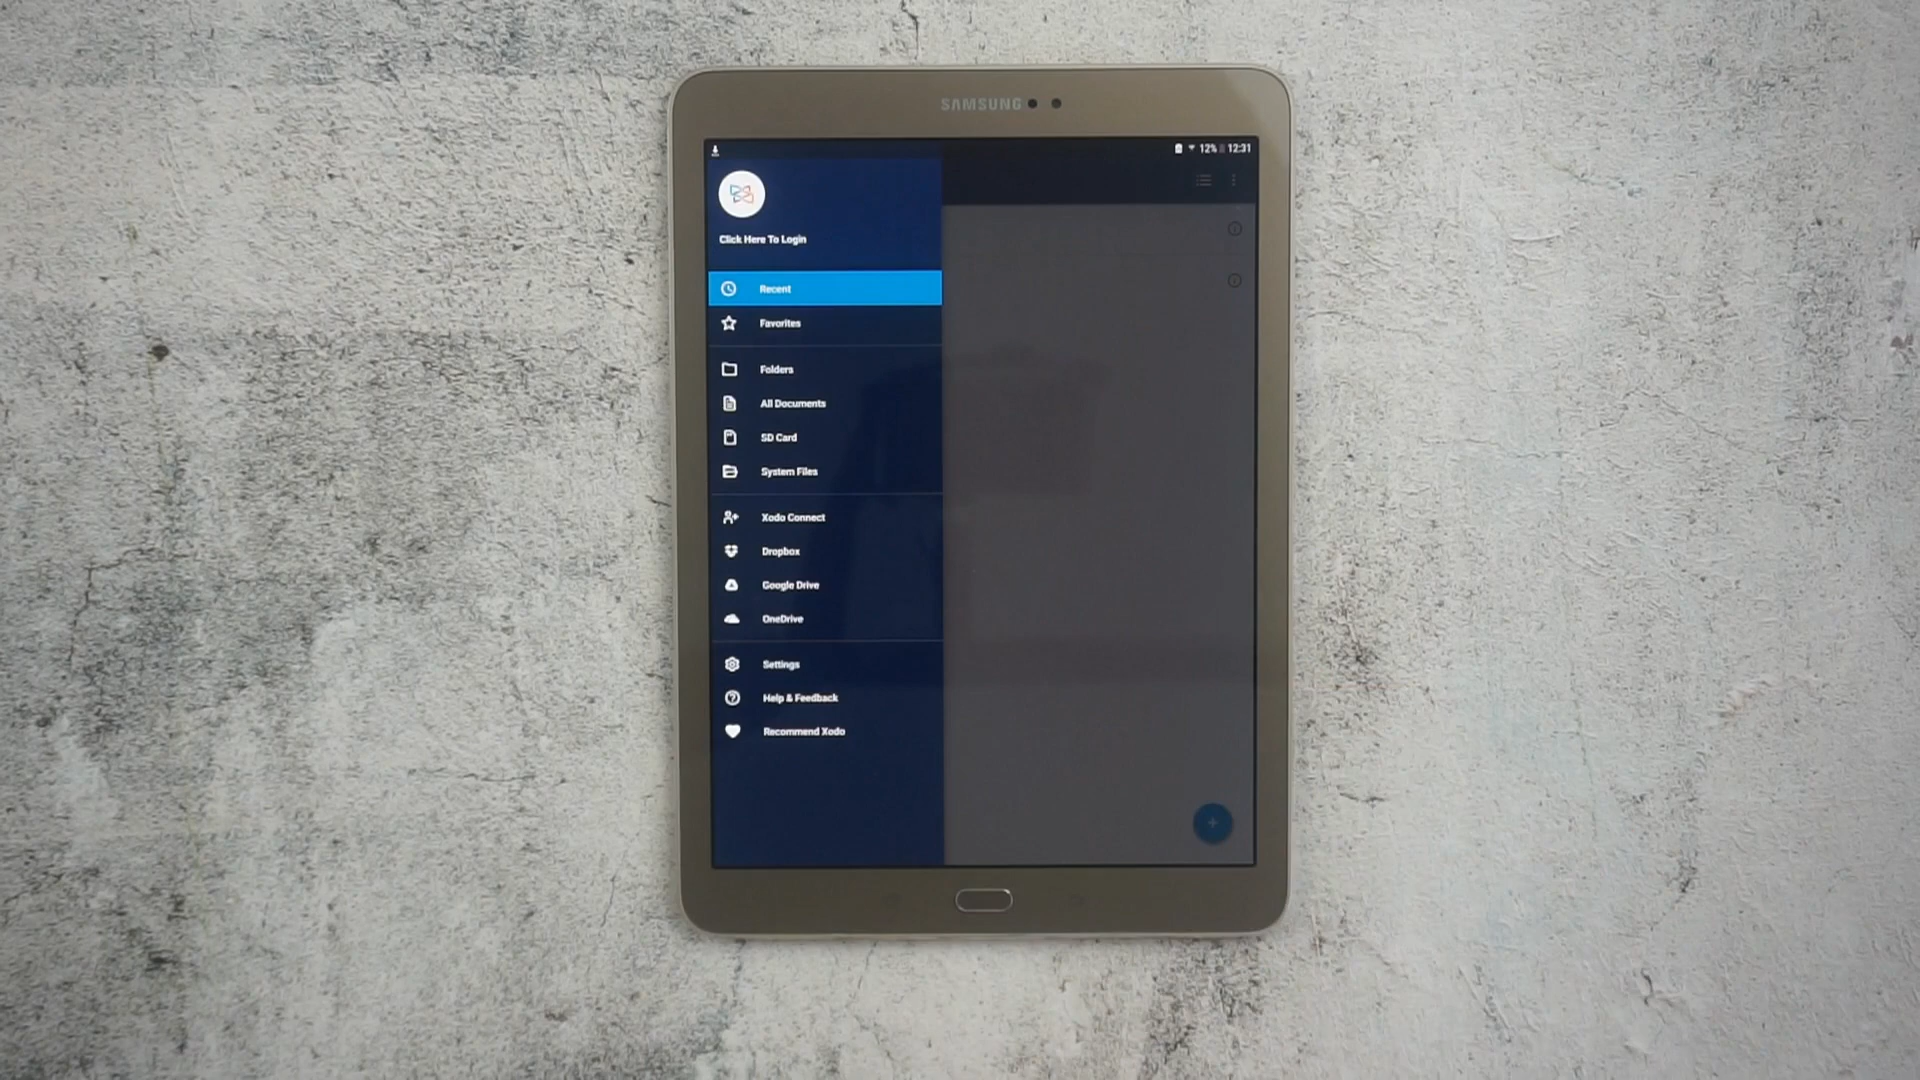 SAMSUNG
12% 12:31
Click Here To Login
Recent
Favorites
Folders
All Documents
SD Card
System Files
Xodo Connect
Dropbox
Google Drive
OneDrive
Settings
Help & Feedback
Recommend Xodo